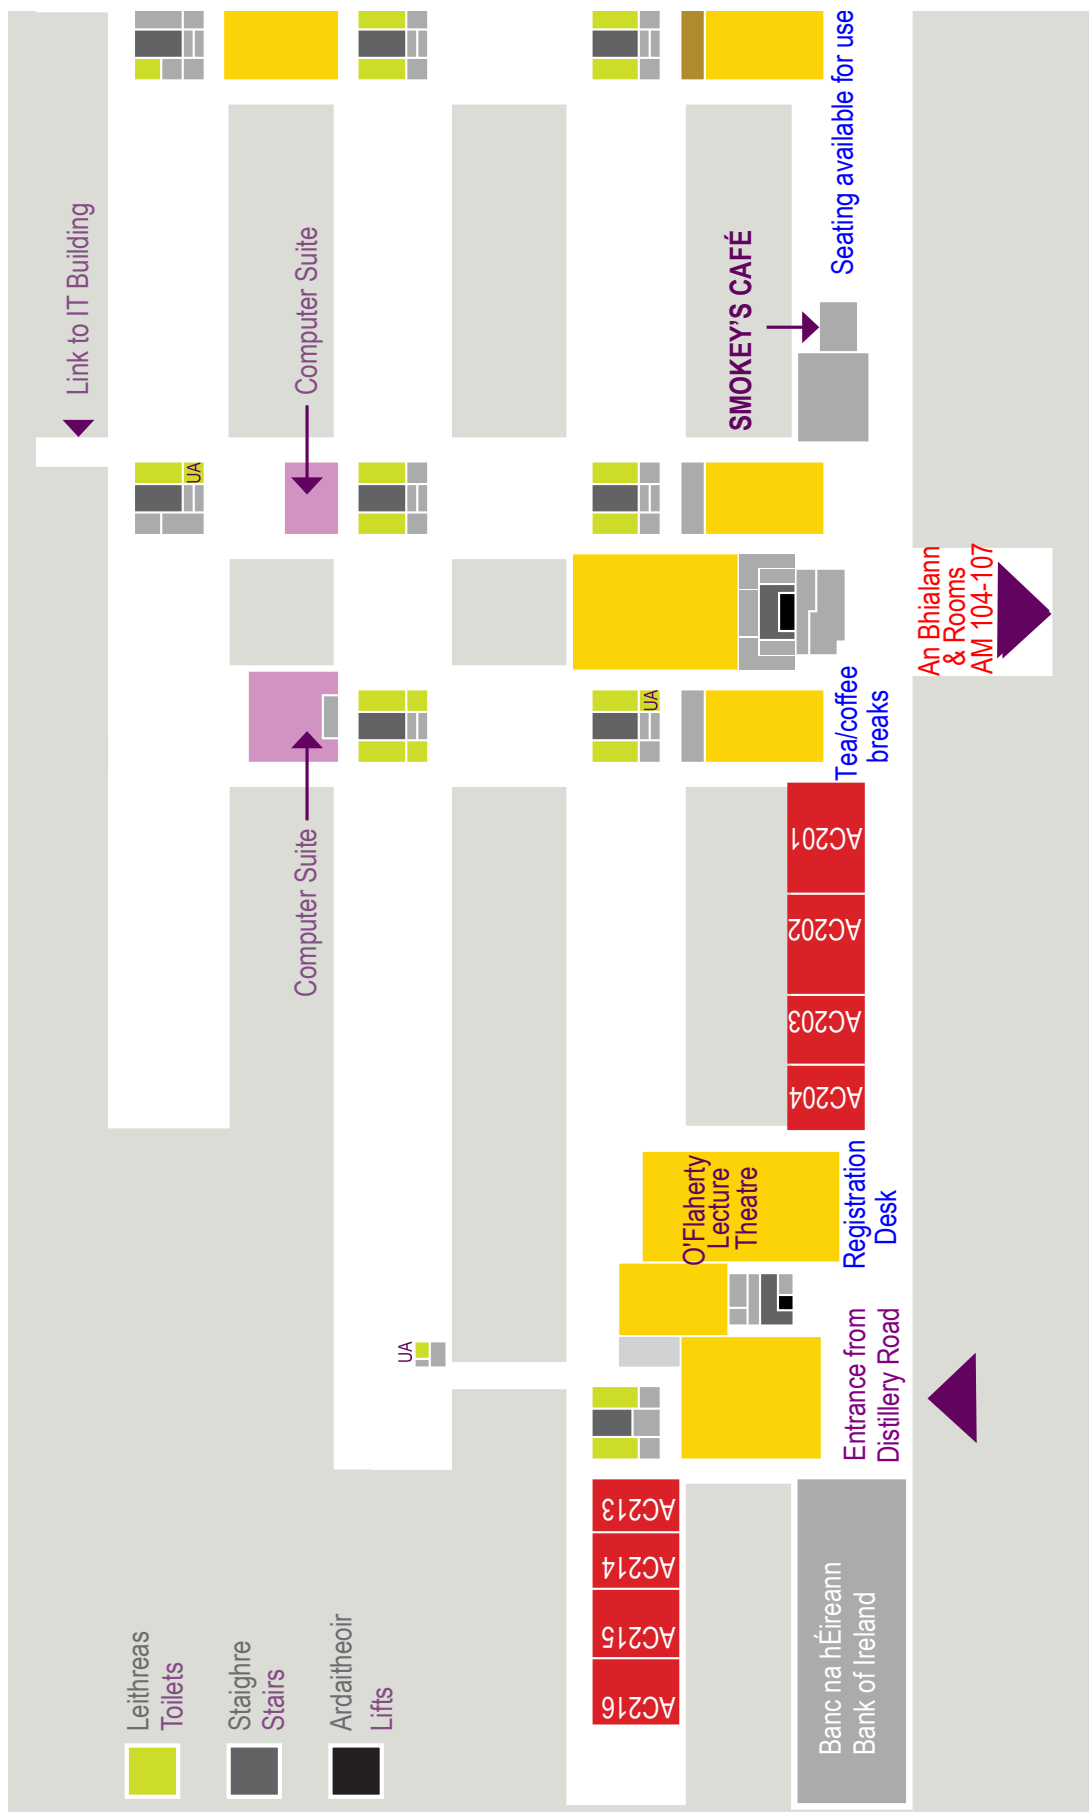 Link to IT Building
Computer Suite
SMOKEY'S CAFÉ
Seating available for use
UA
An Bhialann
& Rooms
AM 104-107
UA
Tea/coffee
breaks
Computer Suite
AC201
AC202
AC203
AC204
O'Flaherty
Lecture
Theatre
Registration
Desk
UA
Entrance from
Distillery Road
AC213
AC214
AC215
AC216
Banc na hÉireann
Bank of Ireland
Leithreas
Toilets
Staighre
Stairs
Ardaitheoir
Lifts